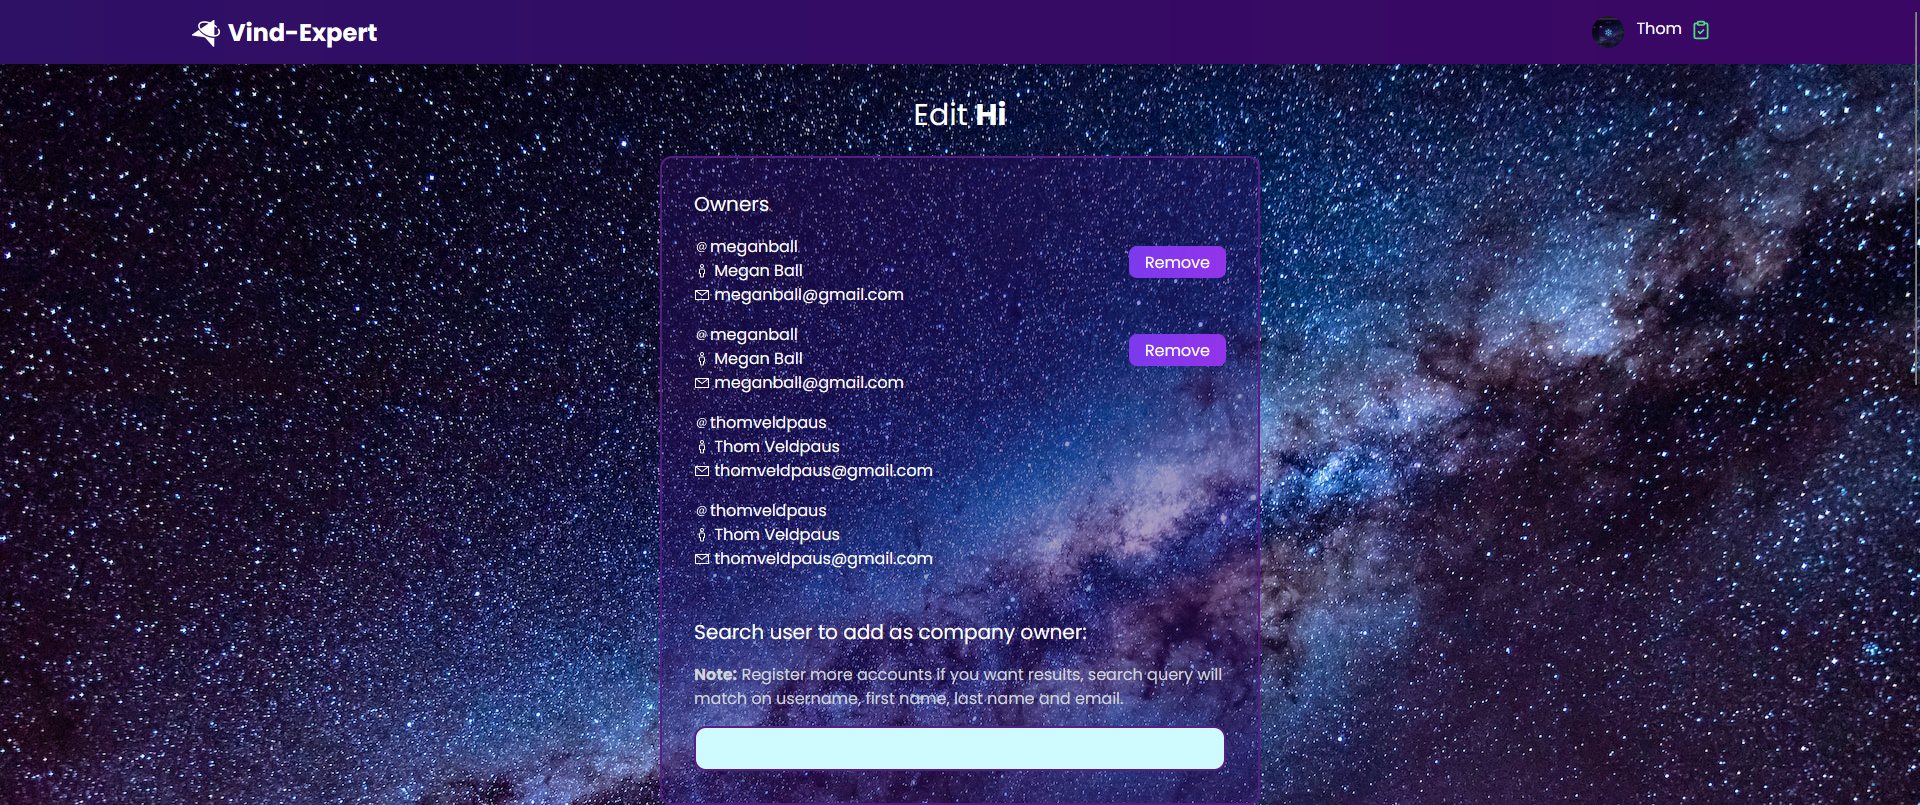 Vind-Expert
Thom
Edit Hi
Owners
@meganball
Megan Ball
meganball@gmail.com
Remove
@meganball
Megan Ball
meganball@gmail.com
Remove
@thomveldpaus
Thom Veldpaus
thomveldpaus@gmail.com
@thomveldpaus
Thom Veldpaus
thomveldpaus@gmail.com
Search user to add as company owner:
Note: Register more accounts if you want results, search query will
match on username, first name, last name and email.